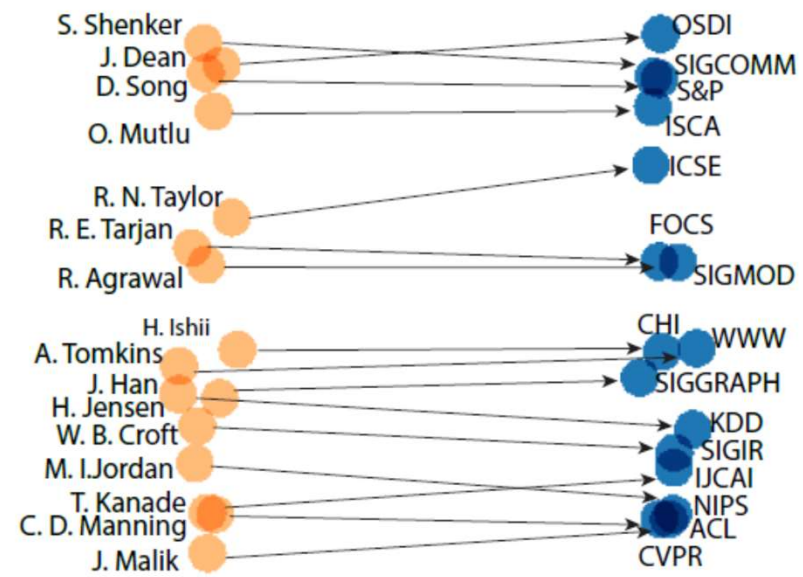 S. Shenker
J. Dean
D. Song
O. Mutlu
R. N. Taylor
R. E. Tarjan
R. Agrawal
H. Ishii
A. Tomkins
J. Han
H. Jensen
W. B. Croft
M. I.Jordan
T. Kanade
C. D. Manning
J. Malik
OSDI
SIGCOMM
S&P
ISCA
ICSE
FOCS
SIGMOD
CHI
WWW
SIGGRAPH
KDD
SIGIR
IJCAI
NIPS
ACL
CVPR